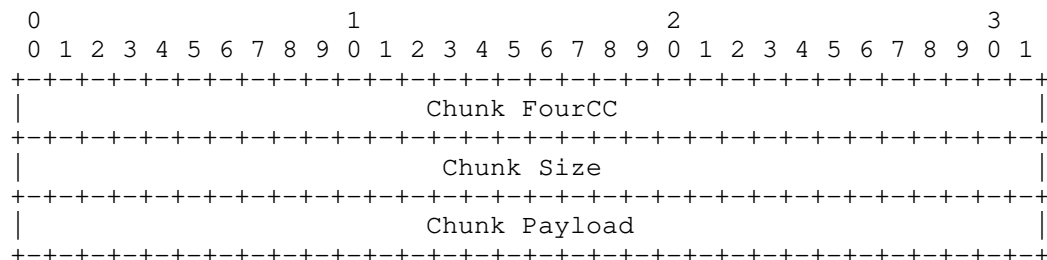 0                   1                   2                   3
 0 1 2 3 4 5 6 7 8 9 0 1 2 3 4 5 6 7 8 9 0 1 2 3 4 5 6 7 8 9 0 1
+-+-+-+-+-+-+-+-+-+-+-+-+-+-+-+-+-+-+-+-+-+-+-+-+-+-+-+-+-+-+-+-+
|                         Chunk FourCC                          |
+-+-+-+-+-+-+-+-+-+-+-+-+-+-+-+-+-+-+-+-+-+-+-+-+-+-+-+-+-+-+-+-+
|                          Chunk Size                           |
+-+-+-+-+-+-+-+-+-+-+-+-+-+-+-+-+-+-+-+-+-+-+-+-+-+-+-+-+-+-+-+-+
|                         Chunk Payload                         |
+-+-+-+-+-+-+-+-+-+-+-+-+-+-+-+-+-+-+-+-+-+-+-+-+-+-+-+-+-+-+-+-+